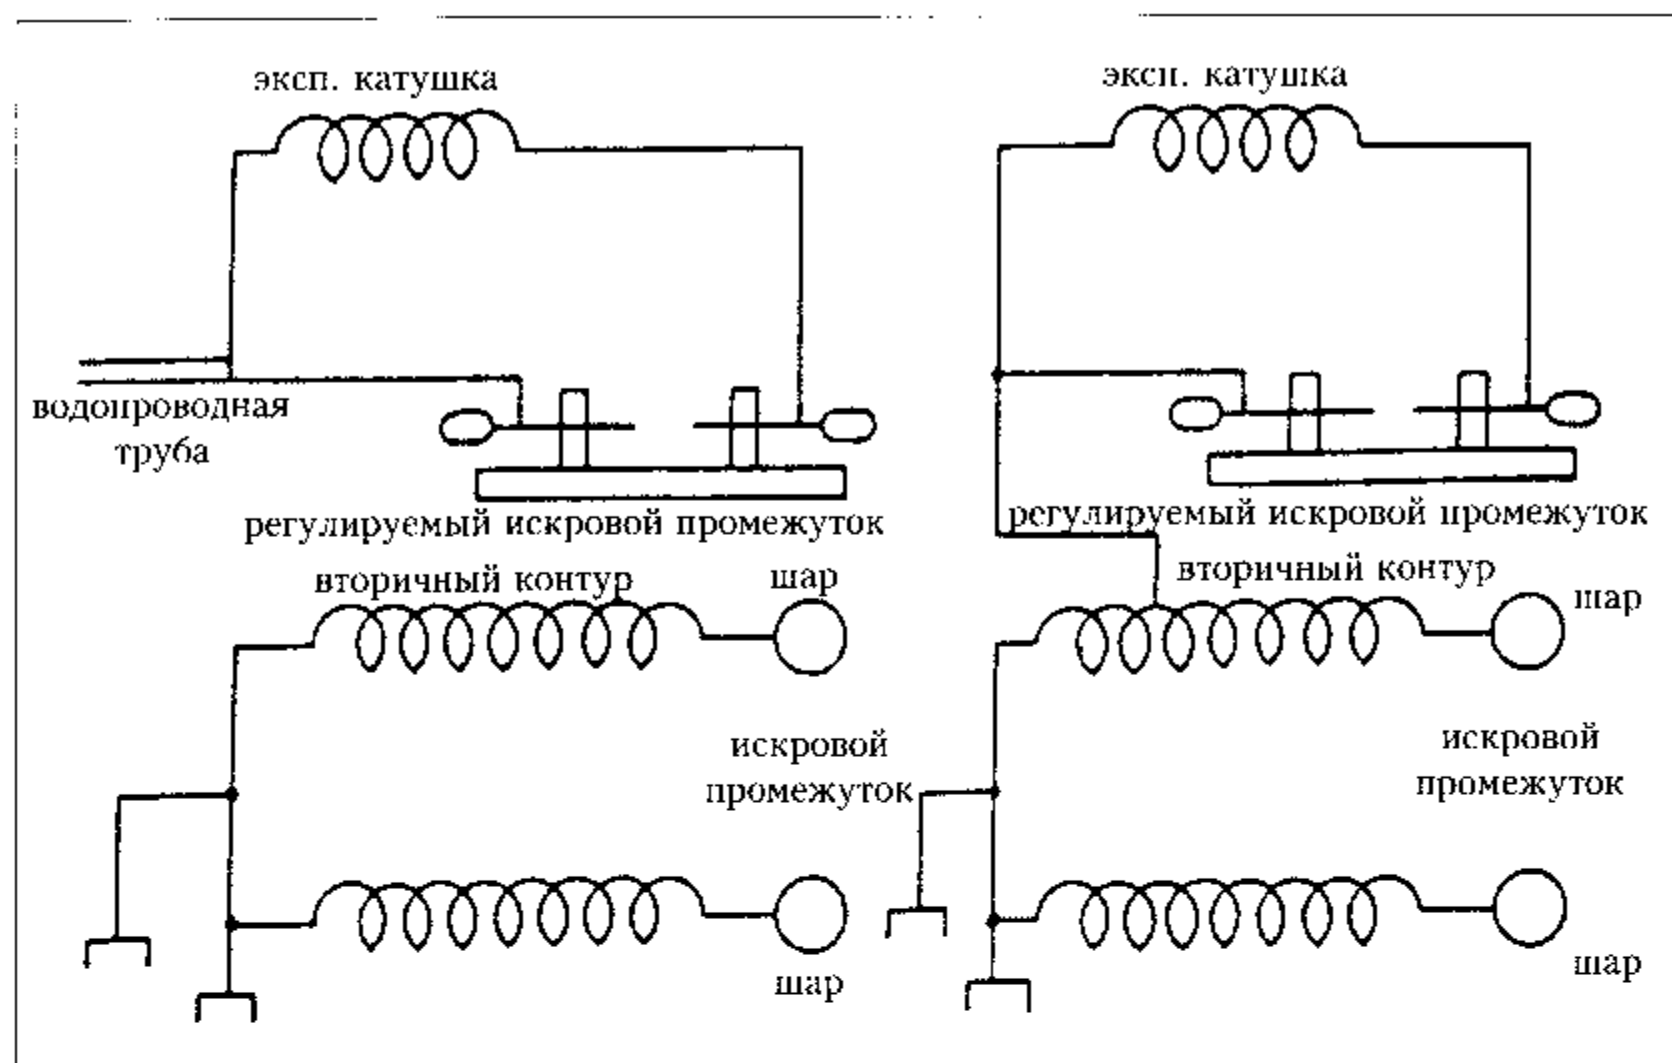 эксп. катушка
водопроводная
труба
регулируемый искровой промежуток
вторичный контур
шар
искровой
промежуток
шар
эксп. катушка
регулируемый искровой промежуток
вторичный контур
шар
искровой
промежуток
шар